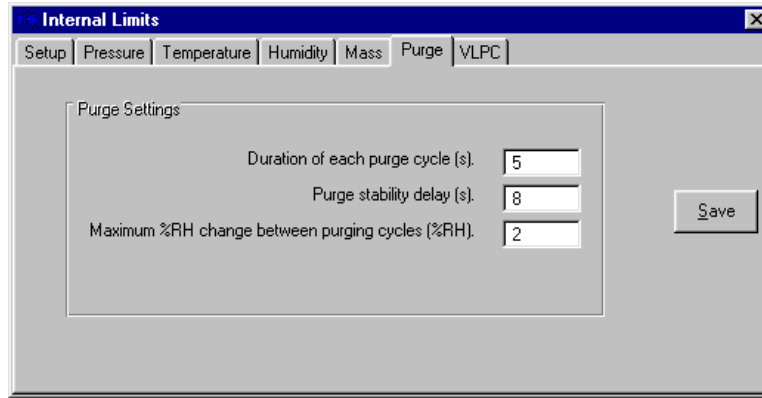 Internal Limits
Setup Pressure Temperature Humidity Mass Purge VLPC
Purge Settings
Duration of each purge cycle (s). 5
Purge stability delay (s). 8
Maximum %RH change between purging cycles (%RH). 2
Save